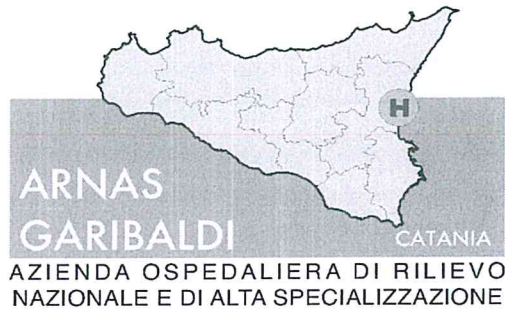 H
ARNAS
GARIBALDI
CATANIA
AZIENDA OSPEDALIERA DI RILIEVO
NAZIONALE E DI ALTA SPECIALIZZAZIONE